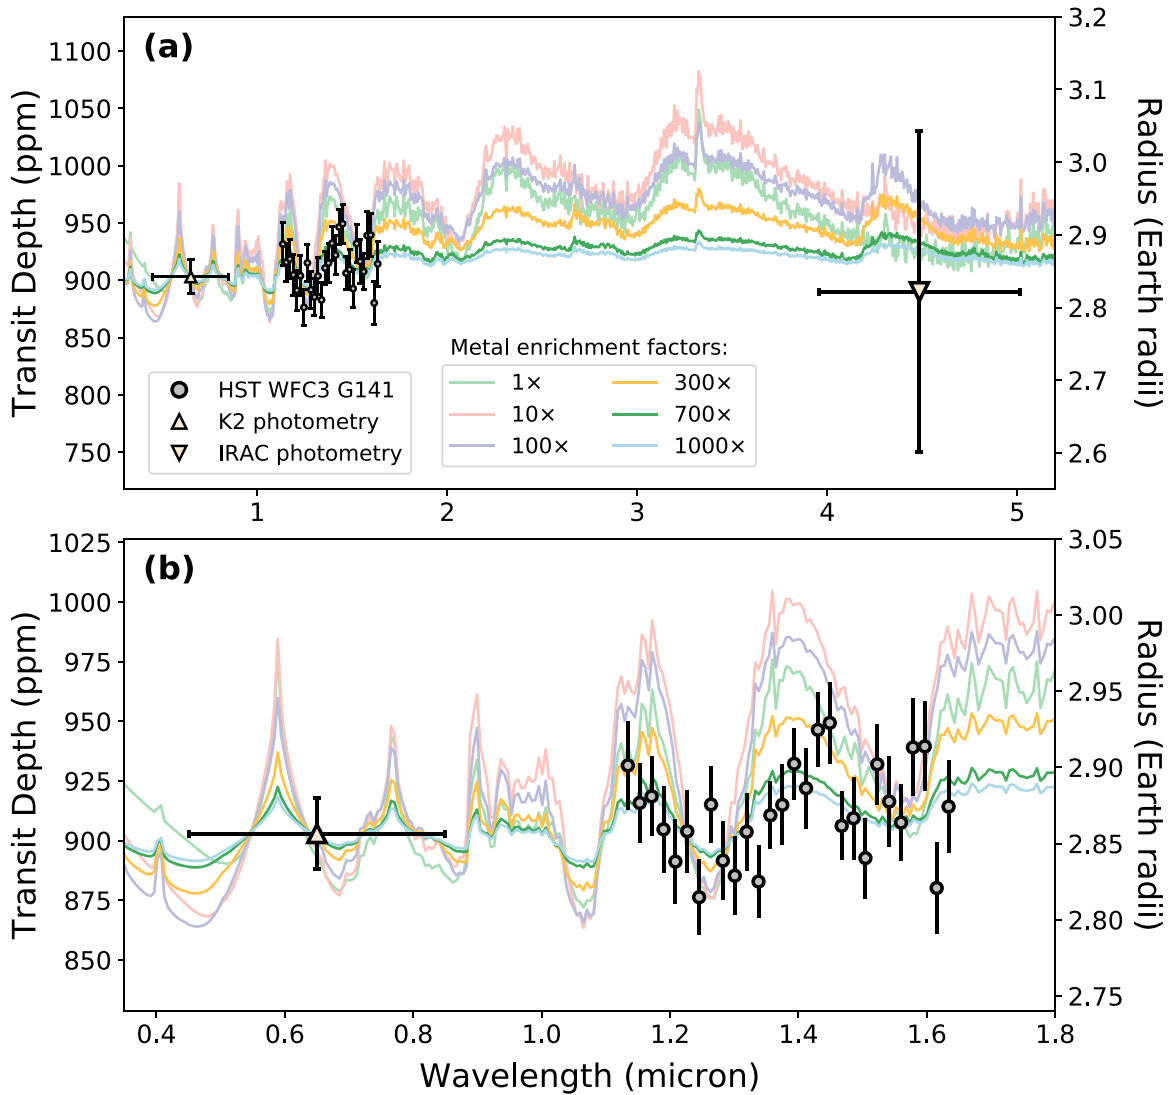 (a)
Transit Depth (ppm)
1100
1050
1000
950
900
850
800
750
3.2
3.1
3.0
2.9
2.8
2.7
2.6
Radius (Earth radii)
HST WFC3 G141
K2 photometry
IRAC photometry
Metal enrichment factors:
1× 300×
10× 700×
100× 1000×
1 2 3 4 5
(b)
Transit Depth (ppm)
1025
1000
975
950
925
900
875
850
3.05
3.00
2.95
2.90
2.85
2.80
2.75
Radius (Earth radii)
0.4 0.6 0.8 1.0 1.2 1.4 1.6 1.8
Wavelength (micron)